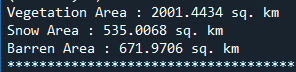 Vegetation Area : 2001.4434 sq. km
Snow Area : 535.0068 sq. km
Barren Area : 671.9706 sq. km
************************************